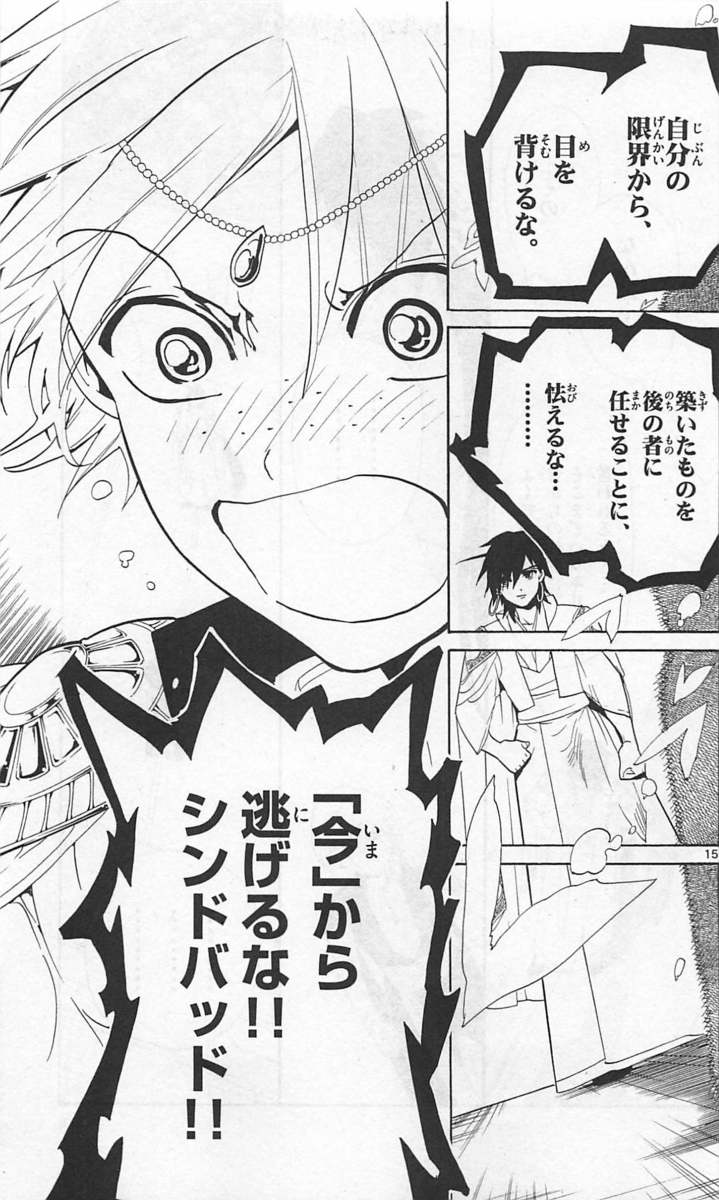 自分の
限界から、
目を
背けるな。
築いたものを
後の者に
任せることに、
怯えるな…
………
「今」から
逃げるな!!
シンドバッド!!
15